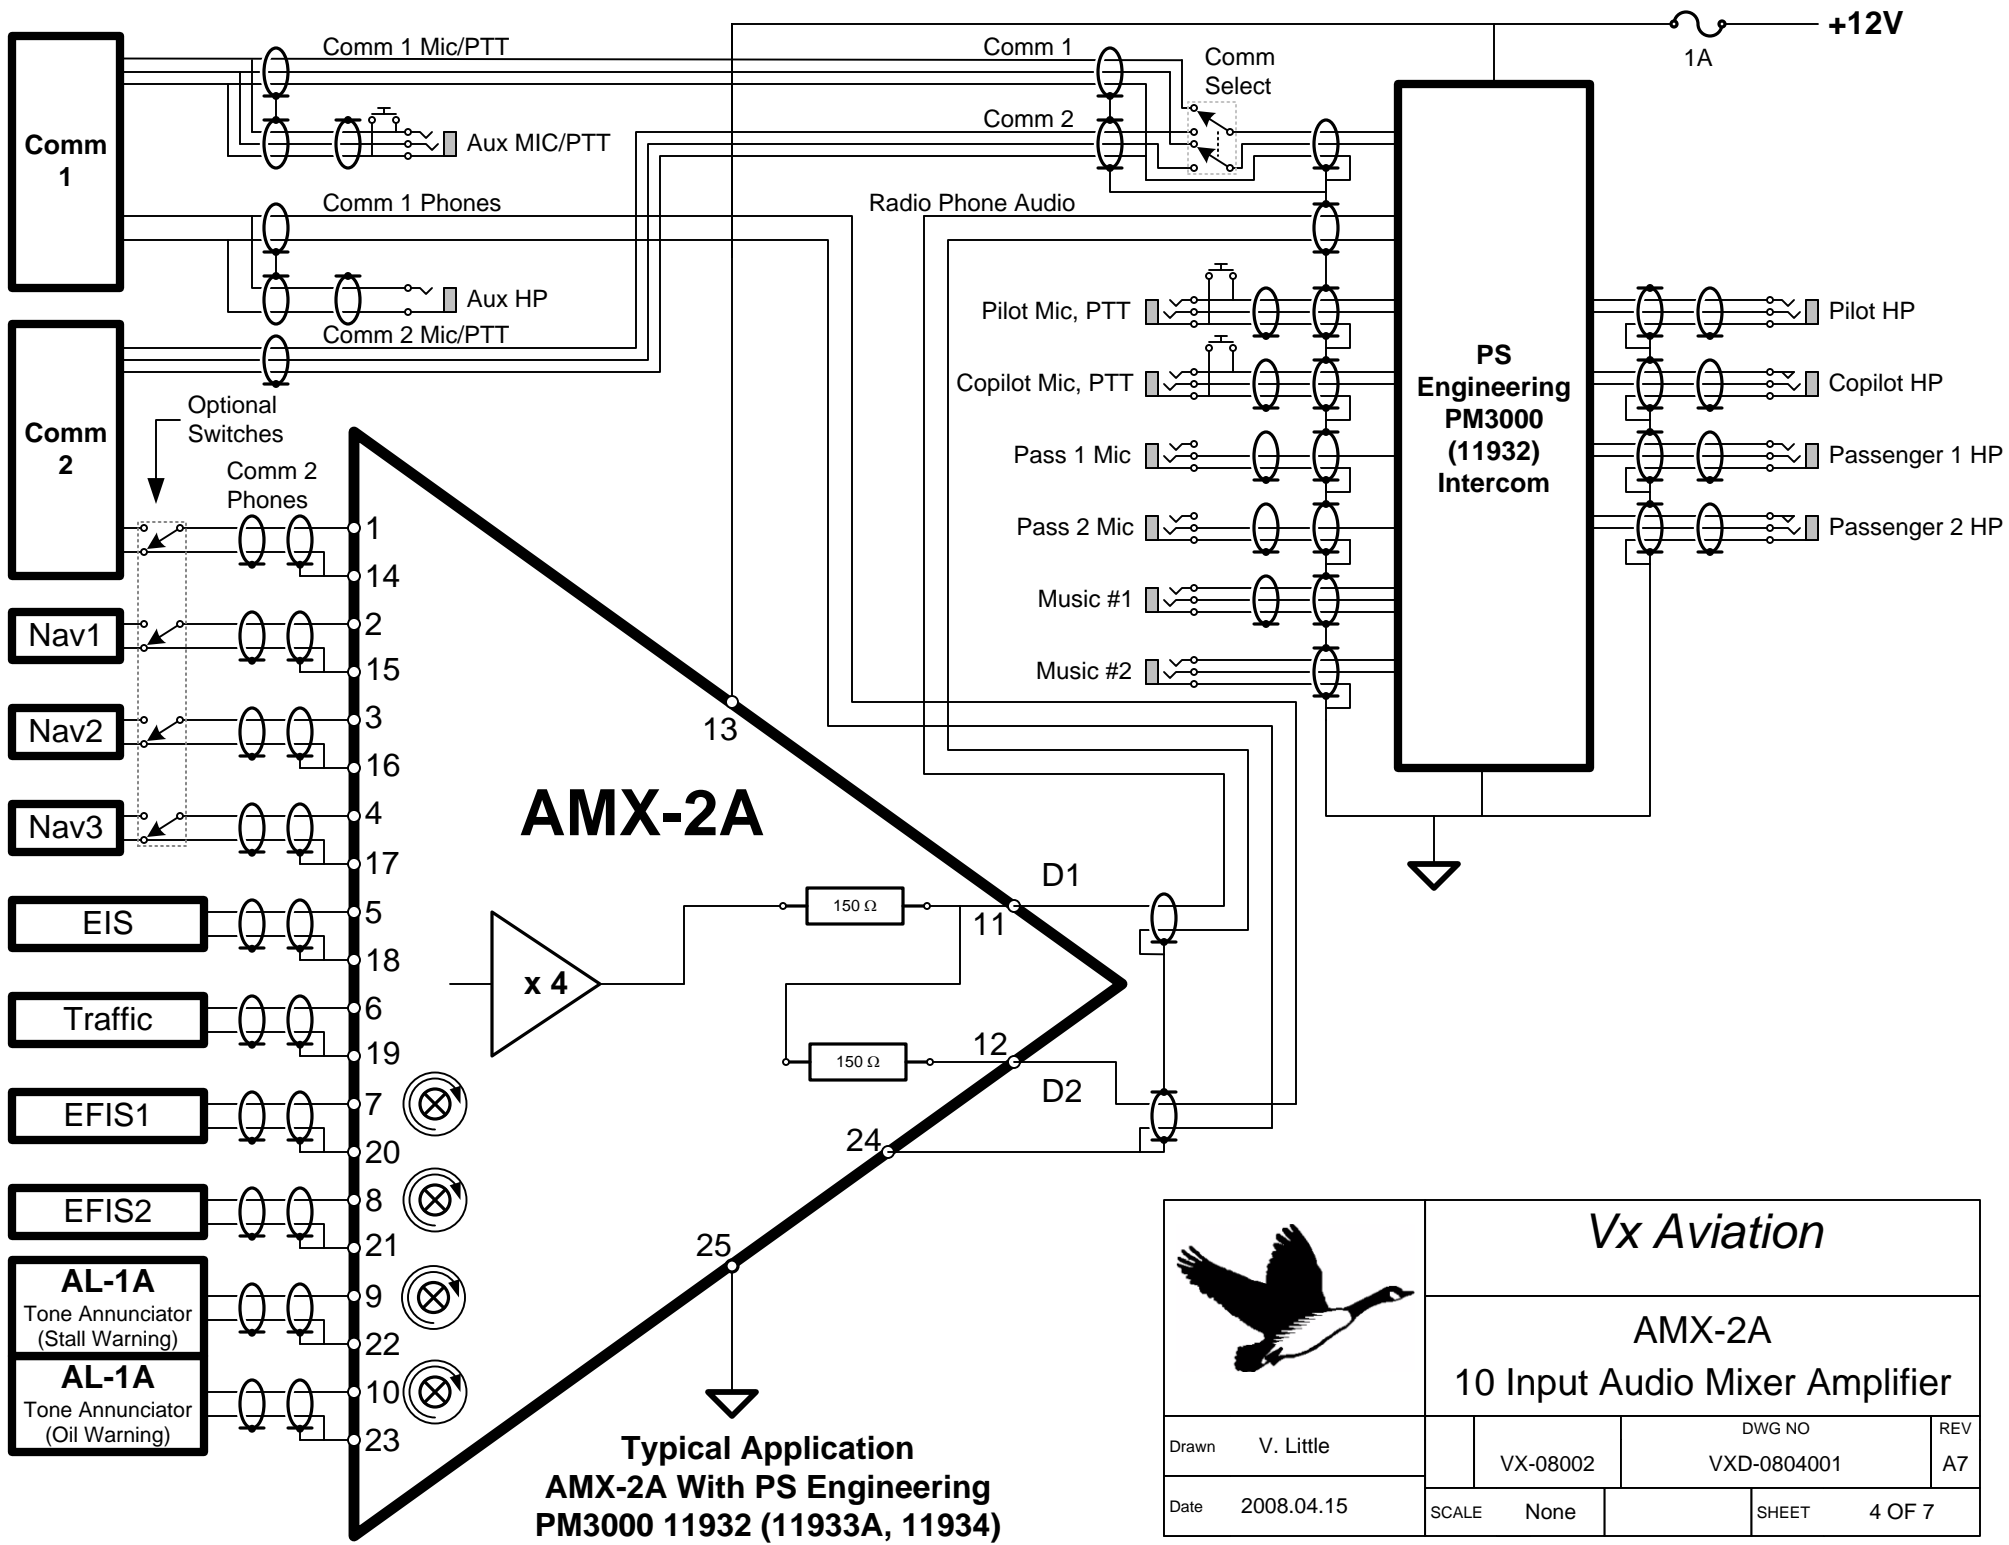 +12V
1A
Comm 1 Mic/PTT
Comm 1
Comm
Select
Comm
1
Aux MIC/PTT
Comm 2
Comm 1 Phones
Radio Phone Audio
Aux HP
Comm 2 Mic/PTT
Pilot Mic, PTT
Copilot Mic, PTT
Pass 1 Mic
Pass 2 Mic
Music #1
Music #2
PS
Engineering
PM3000
(11932)
Intercom
Pilot HP
Copilot HP
Passenger 1 HP
Passenger 2 HP
Optional
Switches
Comm
2
Comm 2
Phones
1
14
Nav1
2
15
Nav2
3
16
Nav3
4
17
EIS
5
18
Traffic
6
19
EFIS1
7
20
EFIS2
8
21
AL-1A
Tone Annunciator
(Stall Warning)
9
22
AL-1A
Tone Annunciator
(Oil Warning)
10
23
13
AMX-2A
x 4
150 Ω
D1
11
150 Ω
12
D2
24
25
Typical Application
AMX-2A With PS Engineering
PM3000 11932 (11933A, 11934)
Vx Aviation
AMX-2A
10 Input Audio Mixer Amplifier
Drawn V. Little
VX-08002
DWG NO
VXD-0804001
REV
A7
Date 2008.04.15
SCALE None
SHEET 4 OF 7